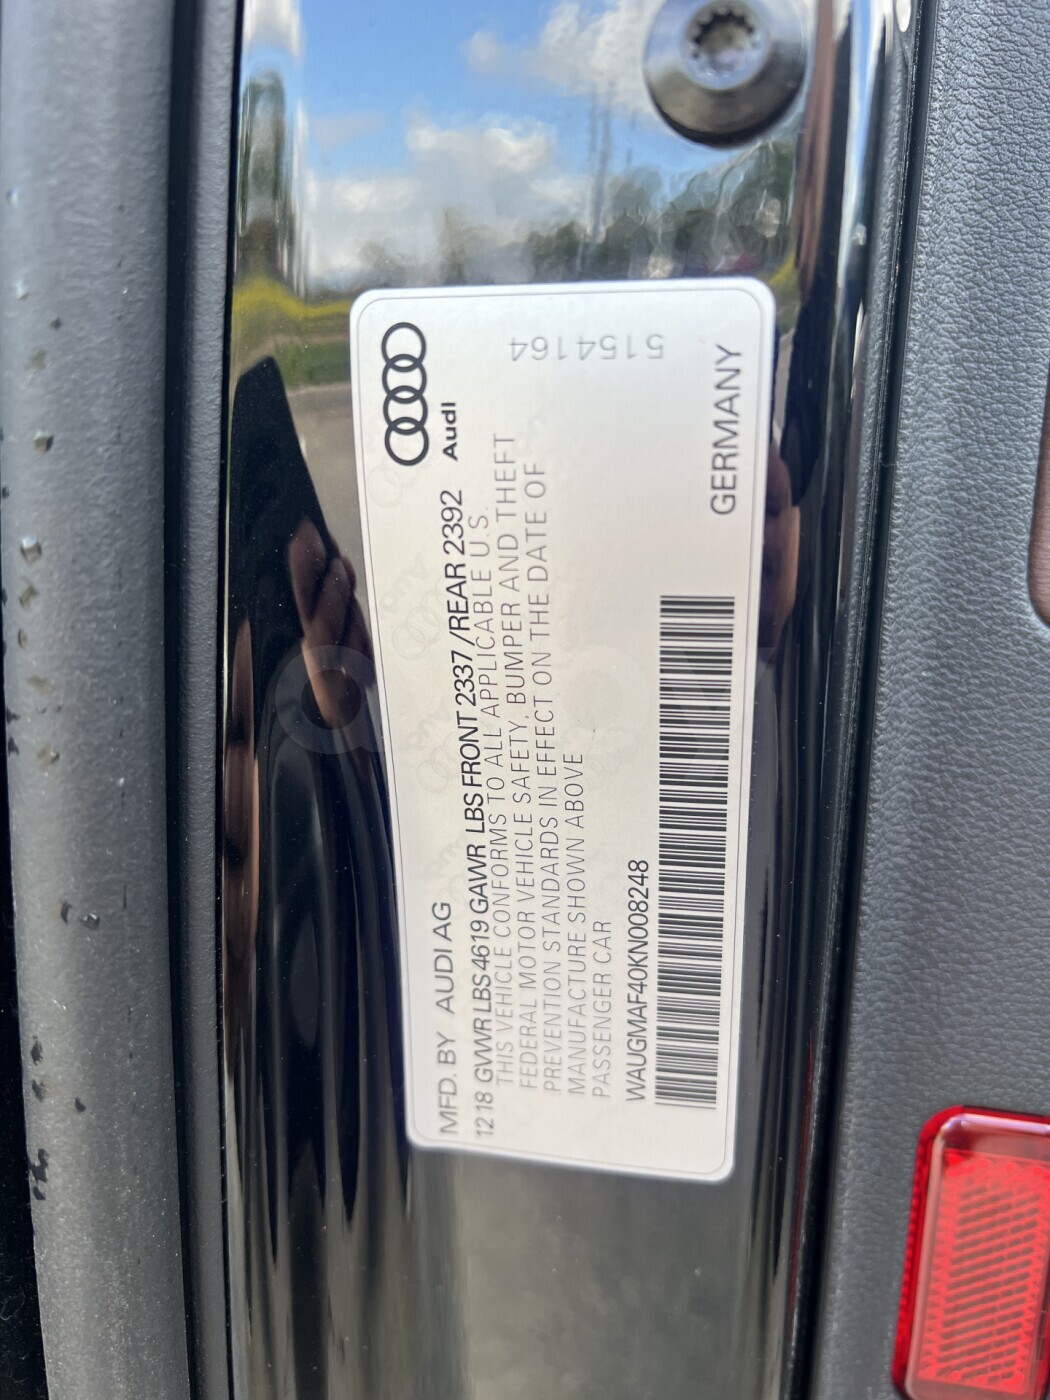 Audi
MFD. BY AUDI AG
12 18 GVWR LBS 4619 GAWR LBS FRONT 2337 /REAR 2392
THIS VEHICLE CONFORMS TO ALL APPLICABLE U.S.
FEDERAL MOTOR VEHICLE SAFETY, BUMPER AND THEFT
PREVENTION STANDARDS IN EFFECT ON THE DATE OF
MANUFACTURE SHOWN ABOVE
PASSENGER CAR
WAUGMAF40KN008248
GERMANY
5154164